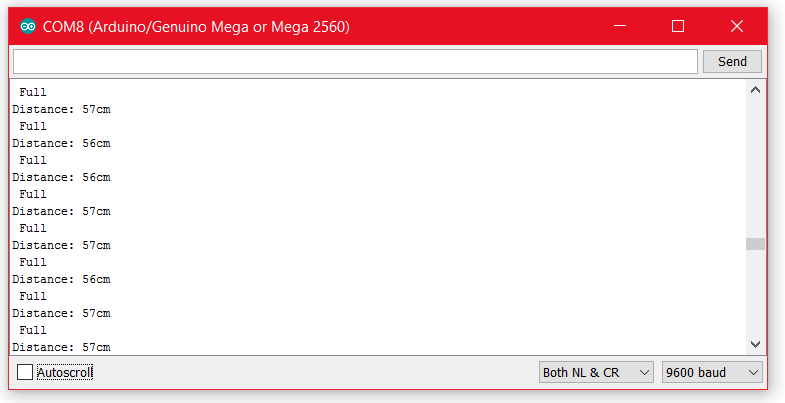 COM8 (Arduino/Genuino Mega or Mega 2560)
Send
Full
Distance: 57cm
Full
Distance: 56cm
Full
Distance: 56cm
Full
Distance: 57cm
Full
Distance: 57cm
Full
Distance: 56cm
Full
Distance: 57cm
Full
Distance: 57cm
Autoscroll
Both NL & CR
9600 baud